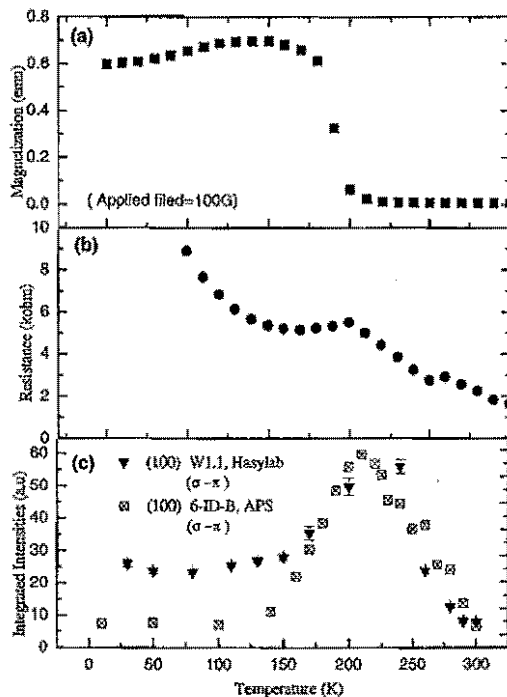 (a)
0.8
0.6
0.4
0.2
0.0
Magnetization (emu)
( Applied filed=100G)
(b)
10
8
6
4
2
0
Resistance (kohm)
(c)
60
50
40
30
20
10
0
Integrated Intensities (a.u)
(100) W1.1, Hasylab
(σ-π)
(100) 6-ID-B, APS
(σ-π)
0 50 100 150 200 250 300
Temperature (K)